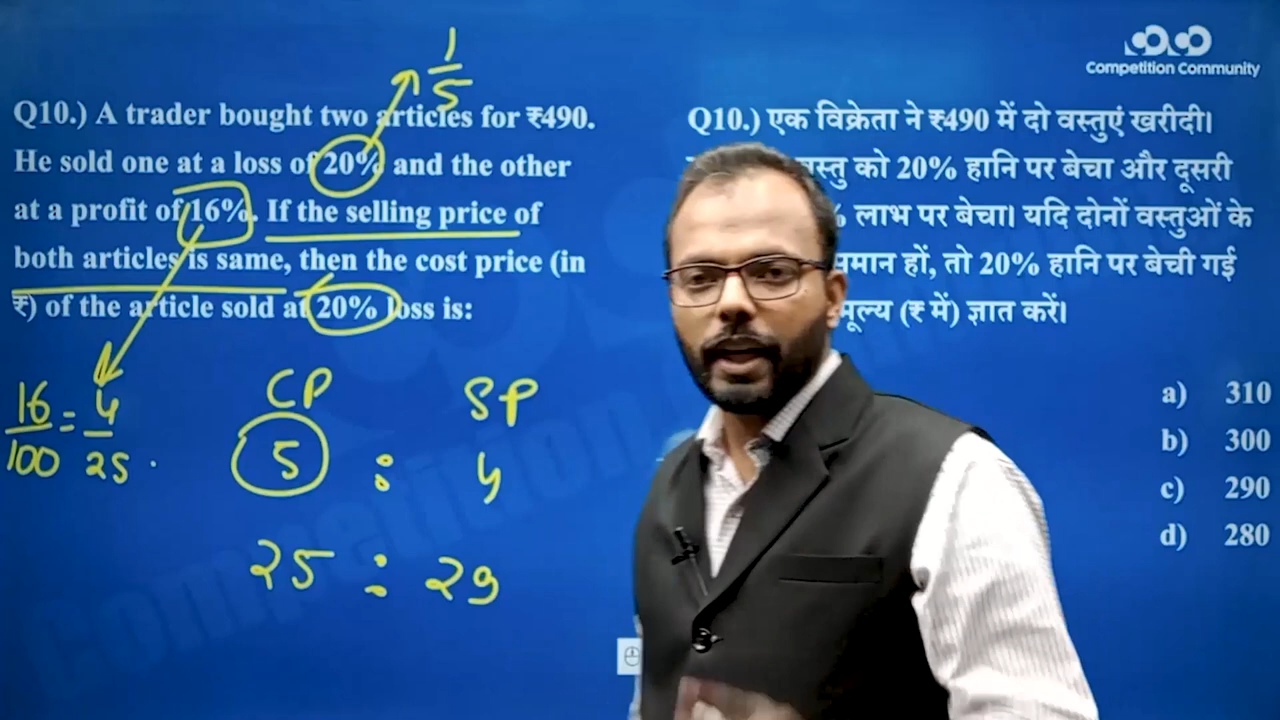 Competition Community
1
5
Q10.) A trader bought two articles for ₹490.
He sold one at a loss of 20% and the other
at a profit of 16%. If the selling price of
both articles is same, then the cost price (in
₹) of the article sold at 20% loss is:
16/100 = 4/25
CP SP
5 : 4
25 : 29
Q10.) एक विक्रेता ने ₹490 में दो वस्तुएं खरीदी।
20% हानि पर बेचा और दूसरी
% लाभ पर बेचा। यदि दोनों वस्तुओं के
हों, तो 20% हानि पर बेची गई
मूल्य (₹ में) ज्ञात करें।
a) 310
b) 300
c) 290
d) 280